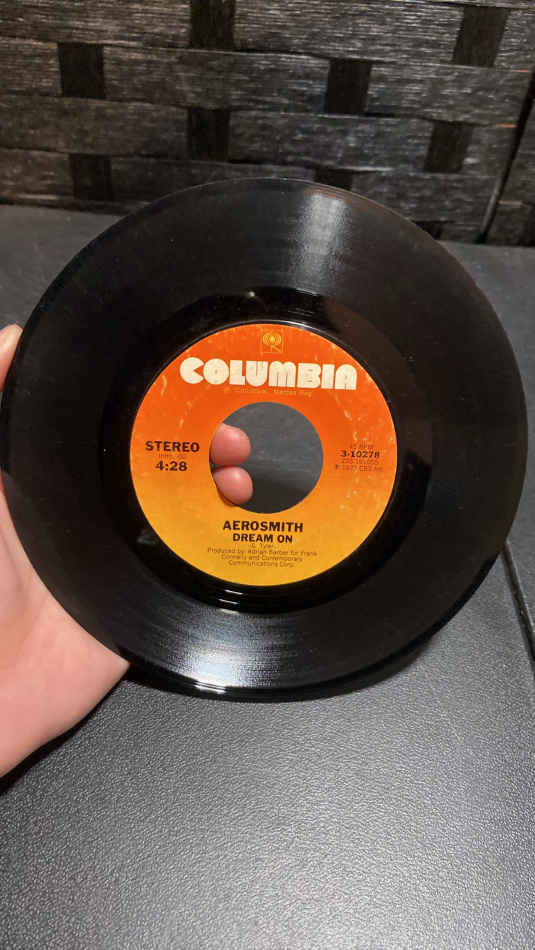 COLUMBIA
STEREO
4:28
45 RPM
3-10278
AEROSMITH
DREAM ON
S. Tyler
Produced by Adrian Barber for Frank
Connally and Contemporary
Communications Corp.